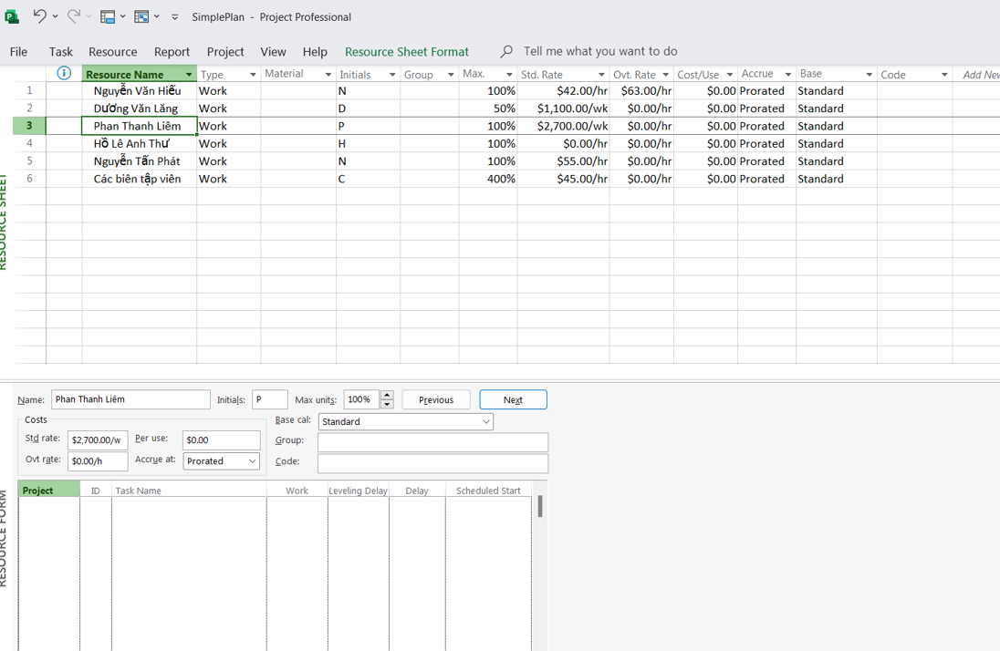 SimplePlan - Project Professional
File Task Resource Report Project View Help Resource Sheet Format Tell me what you want to do
Resource Name Type Material Initials Group Max. Std. Rate Ovt. Rate Cost/Use Accrue Base Code Add New
1 Nguyễn Văn Hiếu Work N 100% $42.00/hr $63.00/hr $0.00 Prorated Standard
2 Dương Văn Lăng Work D 50% $1,100.00/wk $0.00/hr $0.00 Prorated Standard
3 Phan Thanh Liêm Work P 100% $2,700.00/wk $0.00/hr $0.00 Prorated Standard
4 Hồ Lê Anh Thư Work H 100% $0.00/hr $0.00/hr $0.00 Prorated Standard
5 Nguyễn Tấn Phát Work N 100% $55.00/hr $0.00/hr $0.00 Prorated Standard
6 Các biên tập viên Work C 400% $45.00/hr $0.00/hr $0.00 Prorated Standard
RESOURCE SHEET
Name: Phan Thanh Liêm Initials: P Max units: 100% Previous Next
Costs Base cal: Standard
Std rate: $2,700.00/w Per use: $0.00 Group:
Ovt rate: $0.00/h Accrue at: Prorated Code:
Project ID Task Name Work Leveling Delay Delay Scheduled Start
RESOURCE FORM